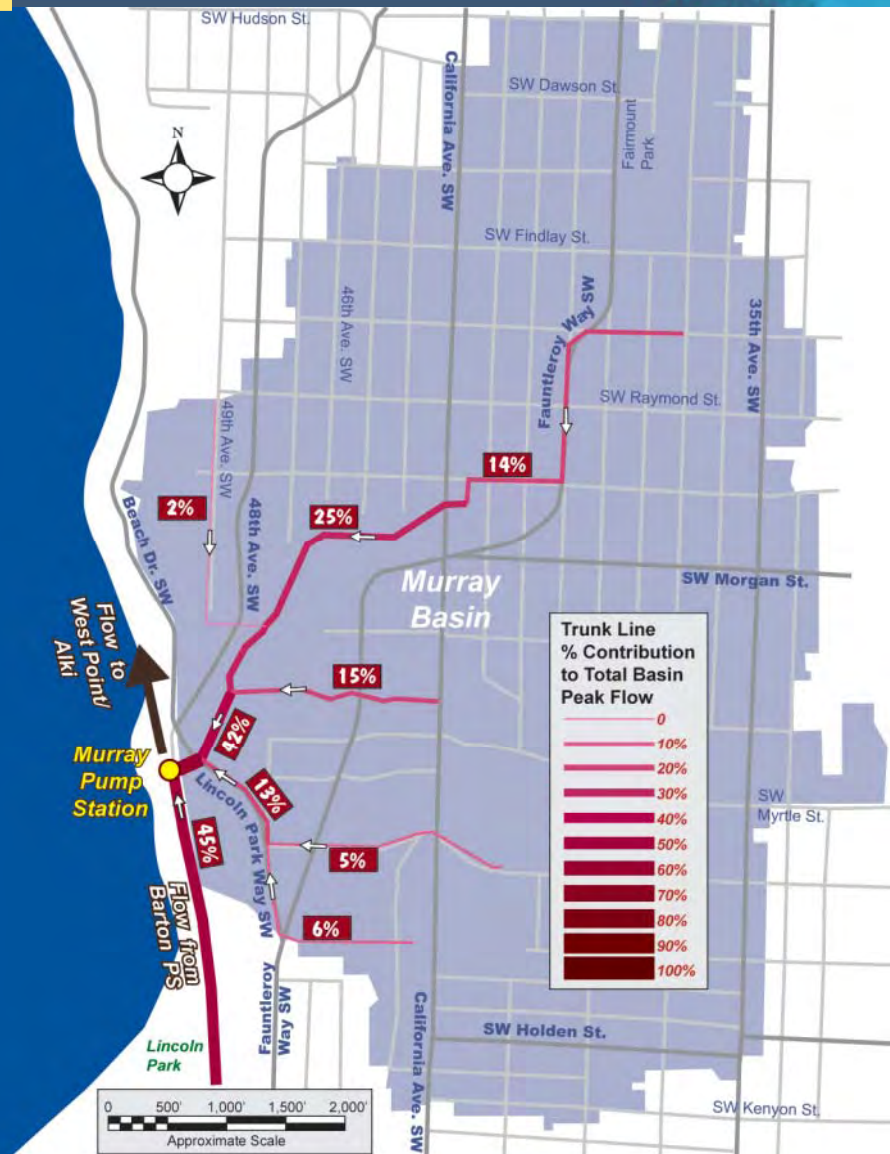 SW Hudson St.
California Ave. SW
SW Dawson St.
Fairmount
Park
N
SW Findlay St.
46th Ave. SW
Fauntleroy Way SW
35th Ave. SW
SW Raymond St.
49th Ave. SW
14%
2%
25%
Beach Dr. SW
48th Ave. SW
SW Morgan St.
Murray
Basin
Flow to
West Point/
Alki
Trunk Line
% Contribution
to Total Basin
Peak Flow
0
10%
20%
30%
40%
50%
60%
70%
80%
90%
100%
15%
42%
Murray
Pump
Station
13%
Lincoln Park Way SW
SW
Myrtle St.
45%
5%
Flow from
Barton PS
6%
Fauntleroy
Way SW
California Ave. SW
SW Holden St.
Lincoln
Park
SW Kenyon St.
0 500' 1,000' 1,500' 2,000'
Approximate Scale